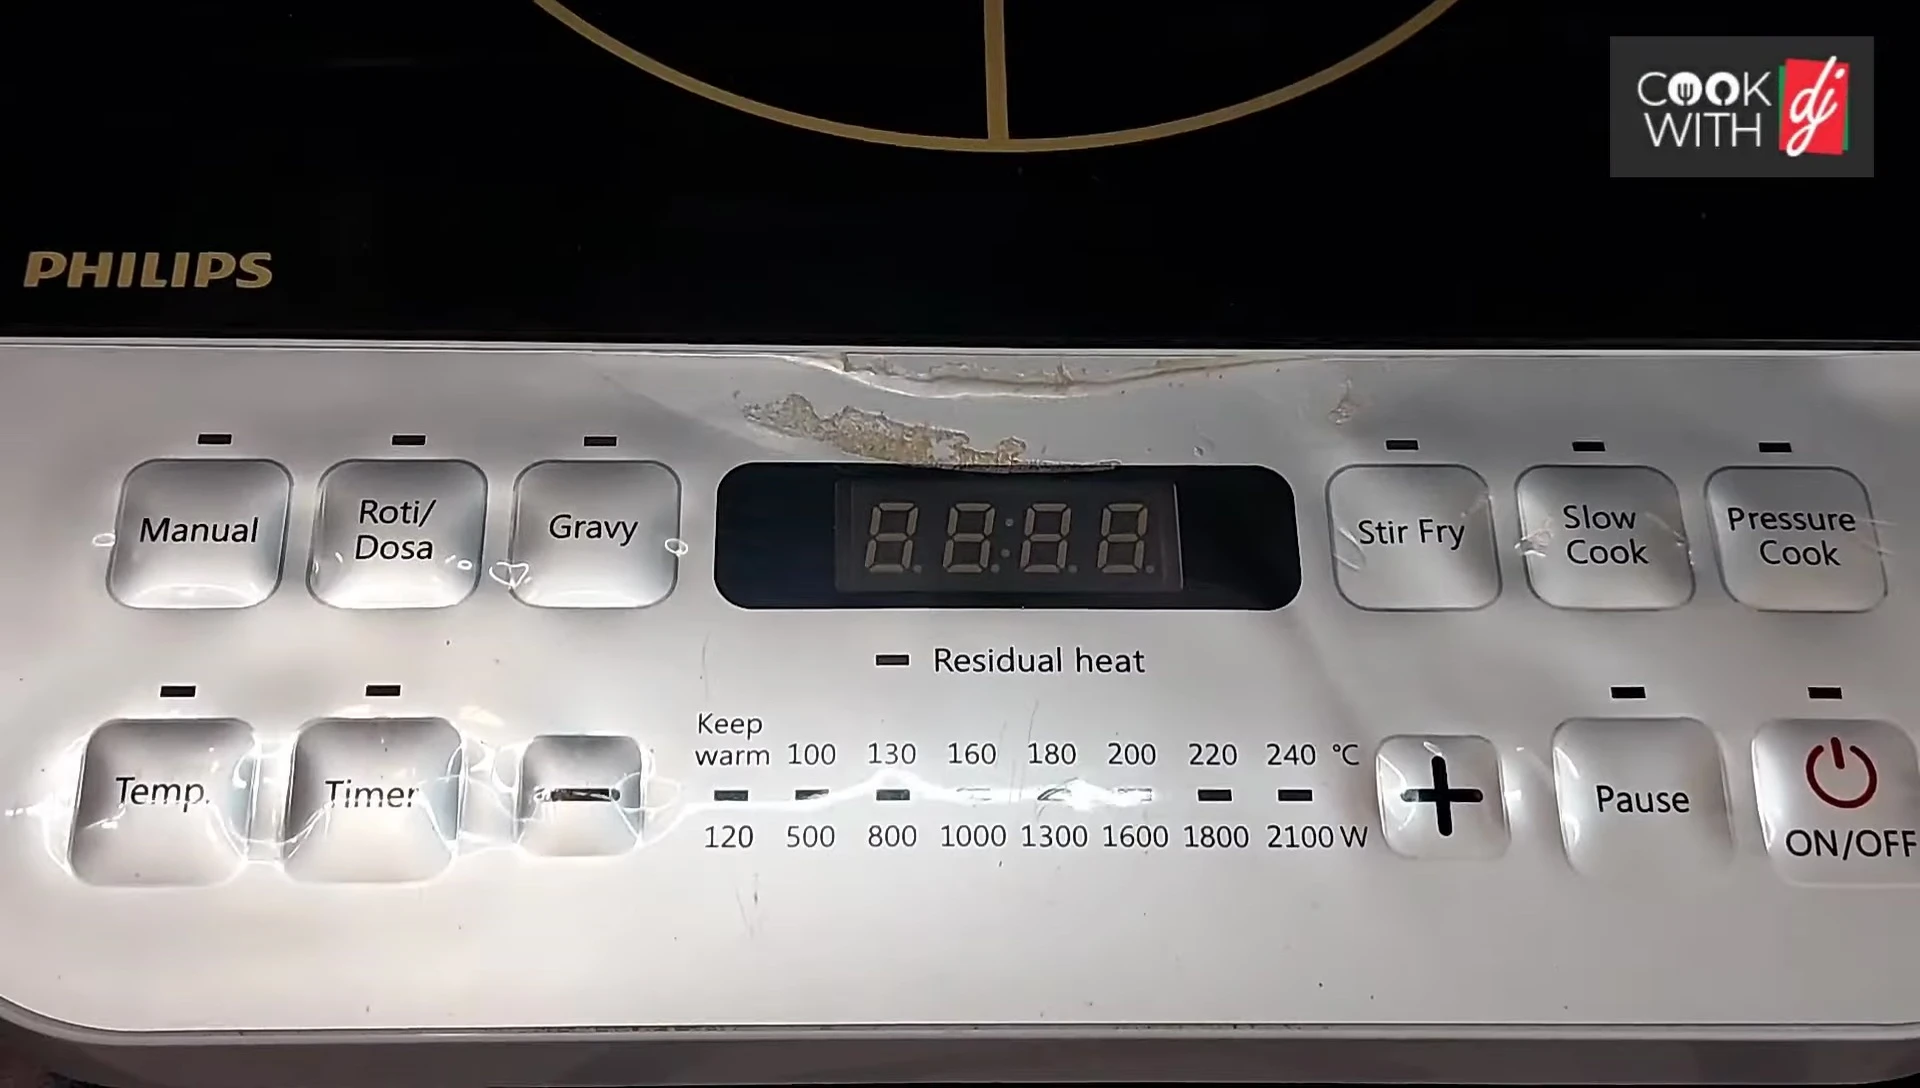 COOK
WITH dj
PHILIPS
Manual
Roti/
Dosa
Gravy
Stir Fry
Slow
Cook
Pressure
Cook
Residual heat
Temp.
Timer
Keep
warm 100 130 160 180 200 220 240 °C
120 500 800 1000 1300 1600 1800 2100 W
Pause
ON/OFF